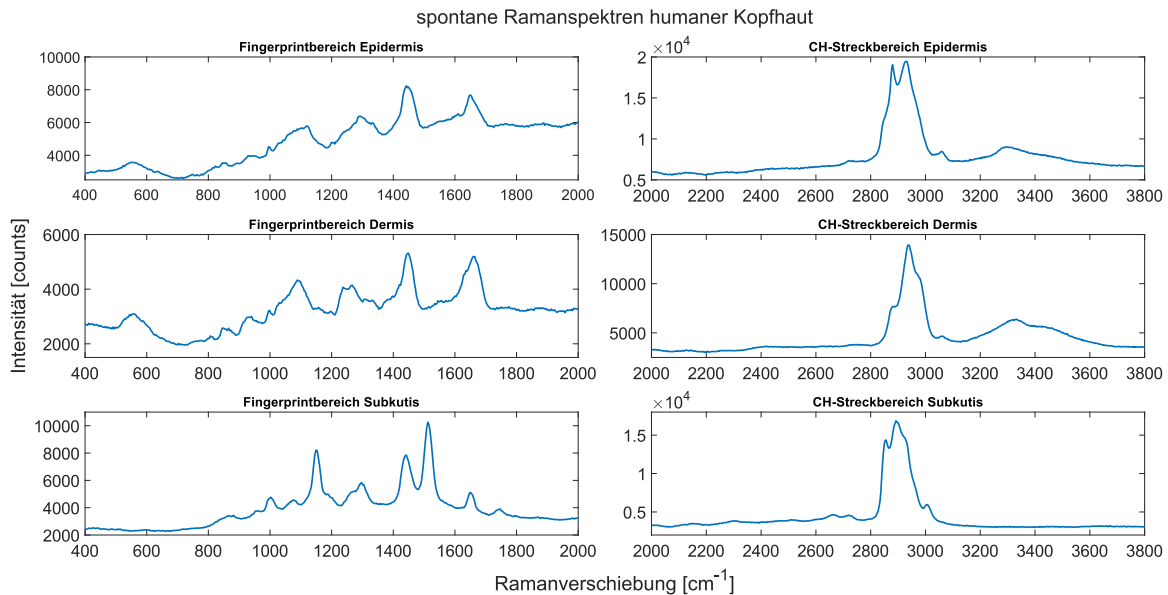 spontane Ramanspektren humaner Kopfhaut
Fingerprintbereich Epidermis
10000
8000
6000
4000
400 600 800 1000 1200 1400 1600 1800 2000
CH-Streckbereich Epidermis
×10⁴
2
1.5
1
0.5
2000 2200 2400 2600 2800 3000 3200 3400 3600 3800
Fingerprintbereich Dermis
6000
4000
2000
400 600 800 1000 1200 1400 1600 1800 2000
CH-Streckbereich Dermis
15000
10000
5000
2000 2200 2400 2600 2800 3000 3200 3400 3600 3800
Fingerprintbereich Subkutis
10000
8000
6000
4000
2000
400 600 800 1000 1200 1400 1600 1800 2000
CH-Streckbereich Subkutis
×10⁴
1.5
1
0.5
2000 2200 2400 2600 2800 3000 3200 3400 3600 3800
Intensität [counts]
Ramanverschiebung [cm⁻¹]